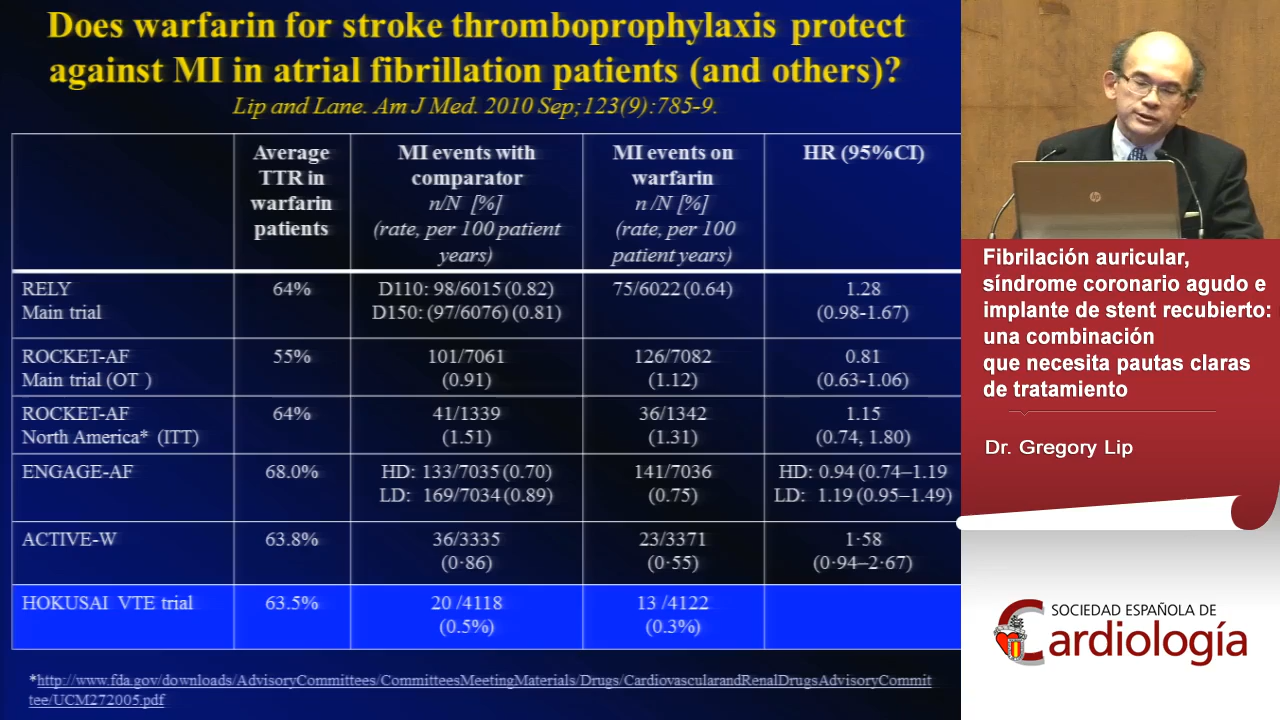 Does warfarin for stroke thromboprophylaxis protect
against MI in atrial fibrillation patients (and others)?
Lip and Lane. Am J Med. 2010 Sep;123(9):785-9.
Average
TTR in
warfarin
patients
MI events with
comparator
n/N [%]
(rate, per 100 patient
years)
MI events on
warfarin
n /N [%]
(rate, per 100
patient years)
HR (95%CI)
RELY
Main trial
64%
D110: 98/6015 (0.82)
D150: (97/6076) (0.81)
75/6022 (0.64)
1.28
(0.98-1.67)
ROCKET-AF
Main trial (OT )
55%
101/7061
(0.91)
126/7082
(1.12)
0.81
(0.63-1.06)
ROCKET-AF
North America* (ITT)
64%
41/1339
(1.51)
36/1342
(1.31)
1.15
(0.74, 1.80)
ENGAGE-AF
68.0%
HD: 133/7035 (0.70)
LD: 169/7034 (0.89)
141/7036
(0.75)
HD: 0.94 (0.74–1.19
LD: 1.19 (0.95–1.49)
ACTIVE-W
63.8%
36/3335
(0·86)
23/3371
(0·55)
1·58
(0·94–2·67)
HOKUSAI VTE trial
63.5%
20 /4118
(0.5%)
13 /4122
(0.3%)
*http://www.fda.gov/downloads/AdvisoryCommittees/CommitteesMeetingMaterials/Drugs/CardiovascularandRenalDrugsAdvisoryCommit
tee/UCM272005.pdf
hp
Fibrilación auricular,
síndrome coronario agudo e
implante de stent recubierto:
una combinación
que necesita pautas claras
de tratamiento
Dr. Gregory Lip
SOCIEDAD ESPAÑOLA DE
Cardiología